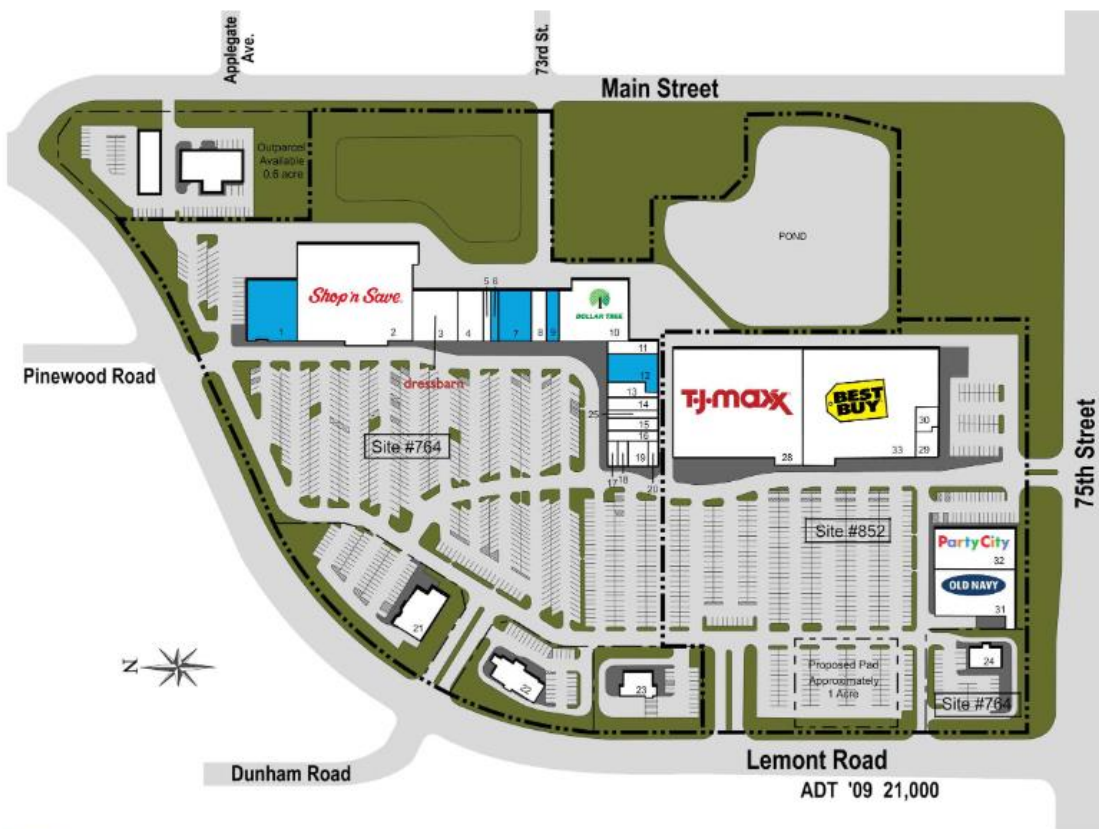 Applegate
Ave.
73rd St.
Main Street
Outparcel
Available
0.6 acre
POND
Shop 'n Save
5
6
DOLLAR TREE
1
2
3
4
7
8
9
10
11
12
dressbarn
13
14
25
15
16
17
18
19
20
T.J.maxx
BEST
BUY
30
28
33
29
Pinewood Road
75th Street
Site #764
Site #852
Party City
32
OLD NAVY
31
21
22
23
24
N
Proposed Pad
Approximately
1 Acre
Site #764
Lemont Road
Dunham Road
ADT '09 21,000